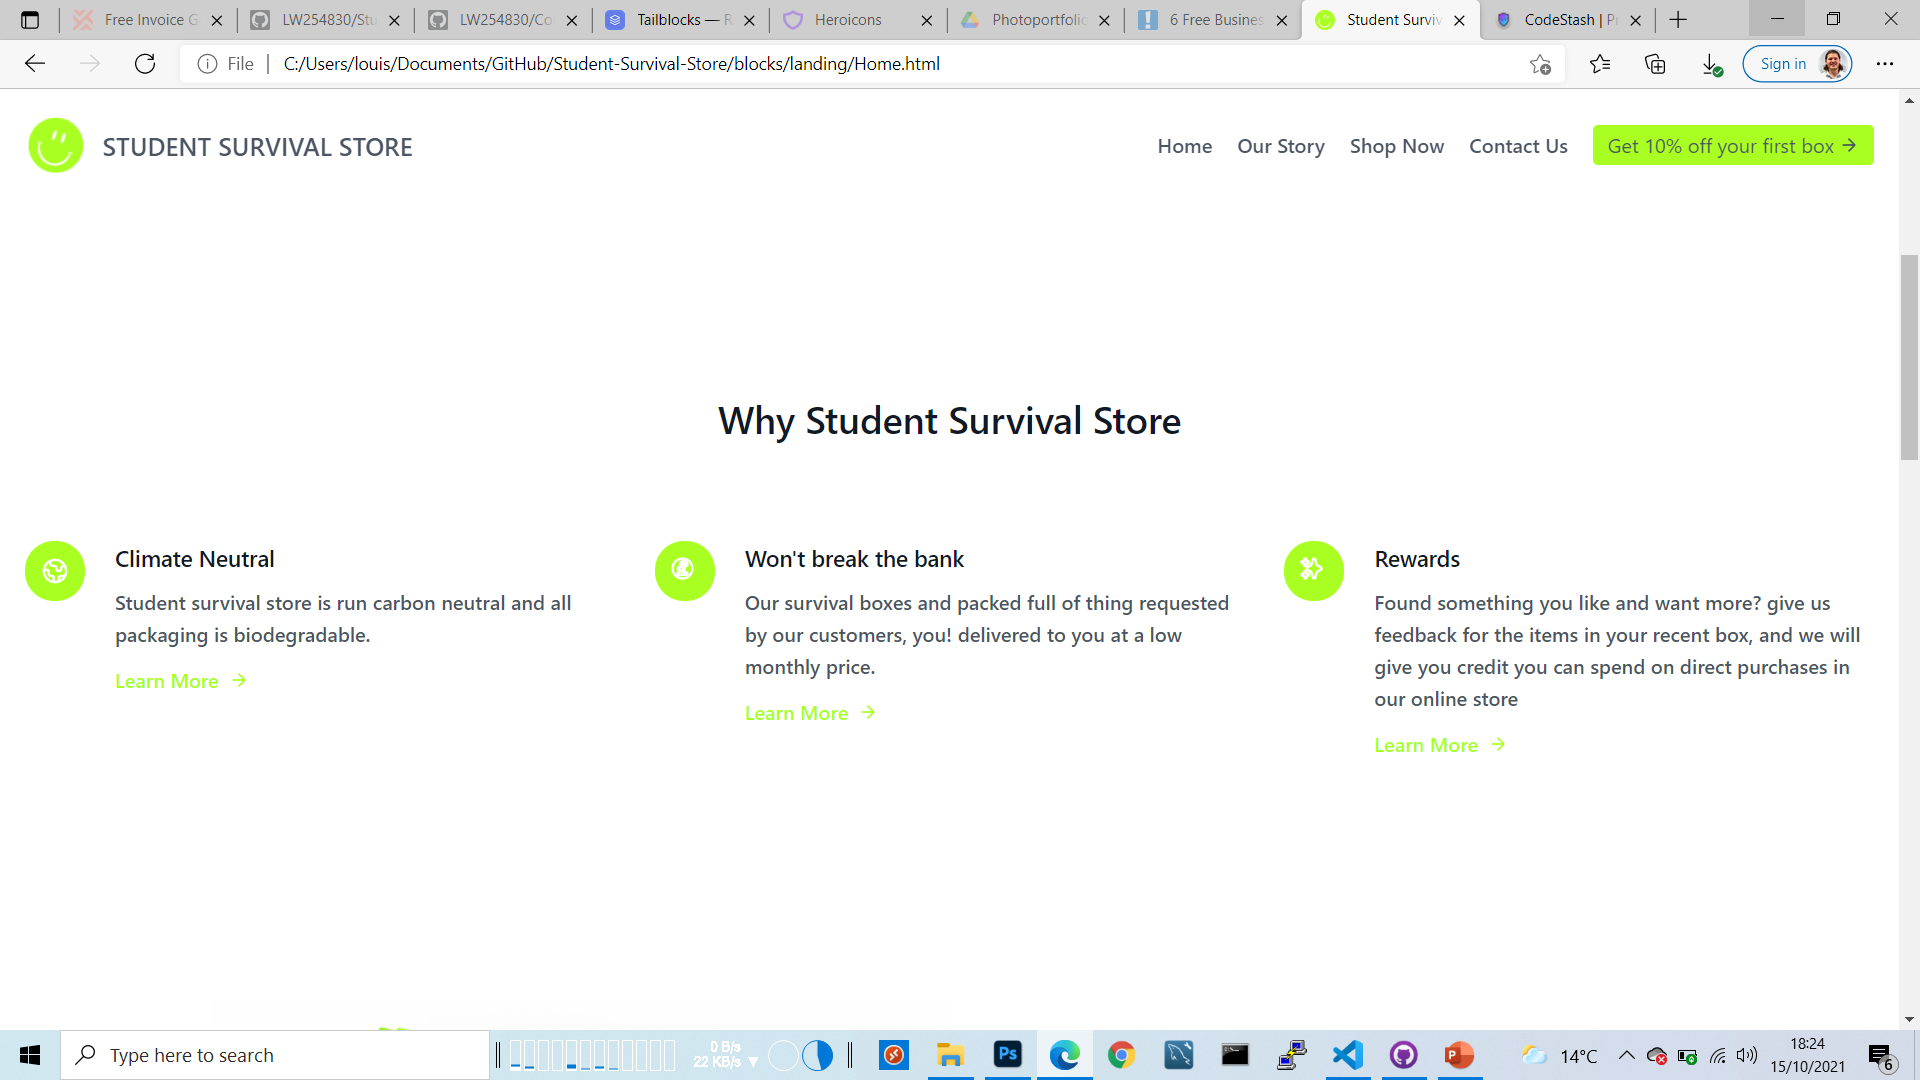 Free Invoice G
LW254830/Stu
LW254830/Co
Tailblocks — R
Heroicons
Photoportfolio
6 Free Busines
Student Surviv
CodeStash | Pr
File
C:/Users/louis/Documents/GitHub/Student-Survival-Store/blocks/landing/Home.html
Sign in
STUDENT SURVIVAL STORE
Home
Our Story
Shop Now
Contact Us
Get 10% off your first box →
Why Student Survival Store
Climate Neutral
Student survival store is run carbon neutral and all
packaging is biodegradable.
Learn More →
Won't break the bank
Our survival boxes and packed full of thing requested
by our customers, you! delivered to you at a low
monthly price.
Learn More →
Rewards
Found something you like and want more? give us
feedback for the items in your recent box, and we will
give you credit you can spend on direct purchases in
our online store
Learn More →
Type here to search
0 B/s
22 KB/s
Ps
P
14°C
18:24
15/10/2021
6